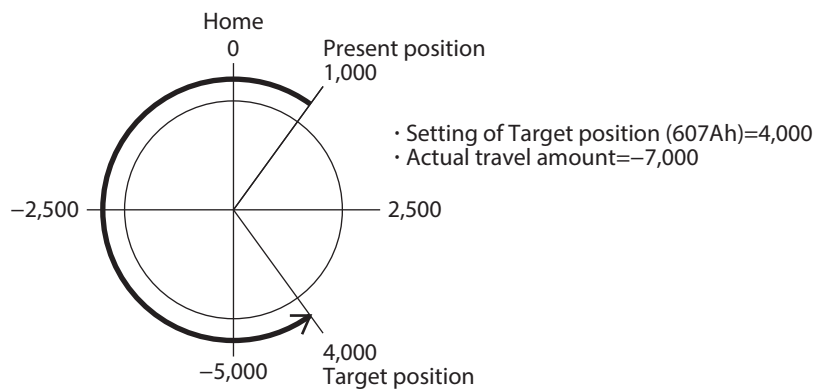 Home
0
Present position
1,000
· Setting of Target position (607Ah)=4,000
· Actual travel amount=−7,000
−2,500
2,500
4,000
Target position
−5,000